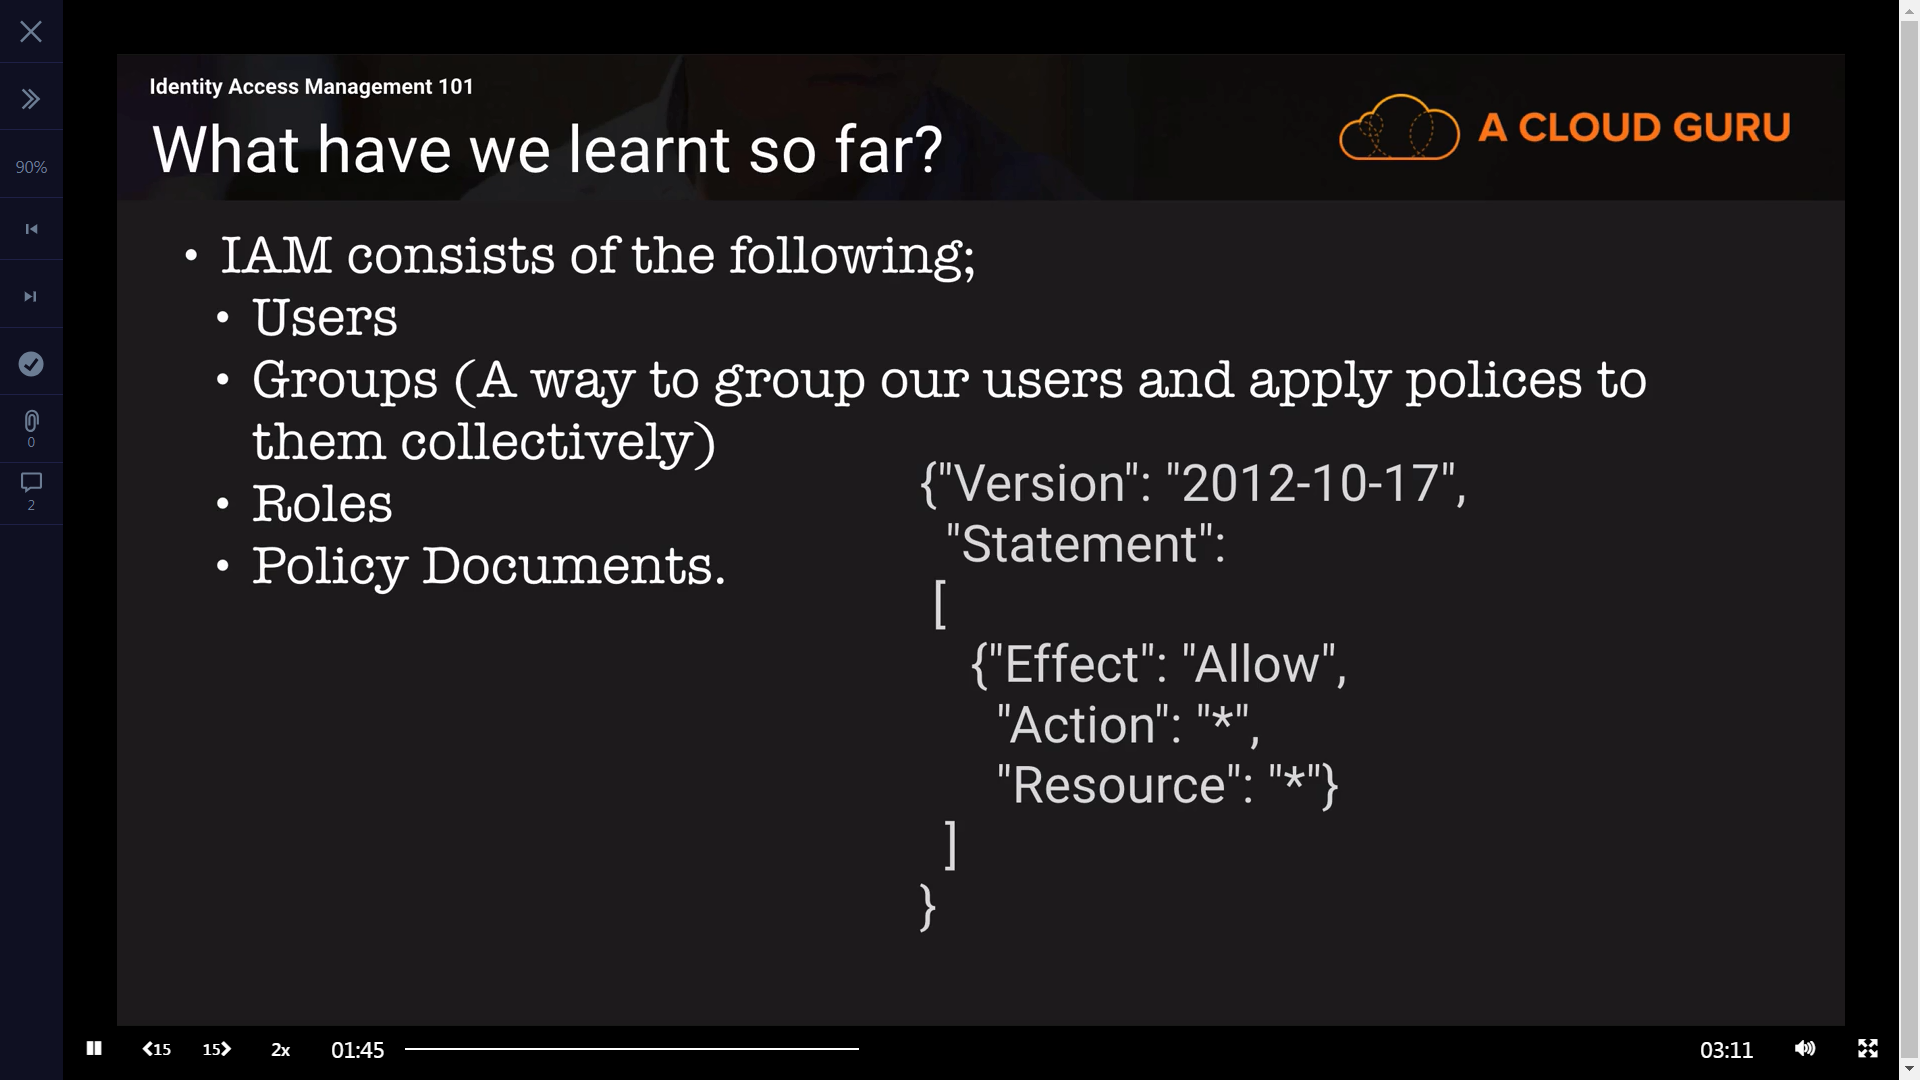 Identity Access Management 101
What have we learnt so far?
A CLOUD GURU
• IAM consists of the following;
• Users
• Groups (A way to group our users and apply polices to
them collectively)
• Roles
• Policy Documents.
{"Version": "2012-10-17",
"Statement":
[
{"Effect": "Allow",
"Action": "*",
"Resource": "*"}
]
}
90%
0
2
15
15
2x
01:45
03:11